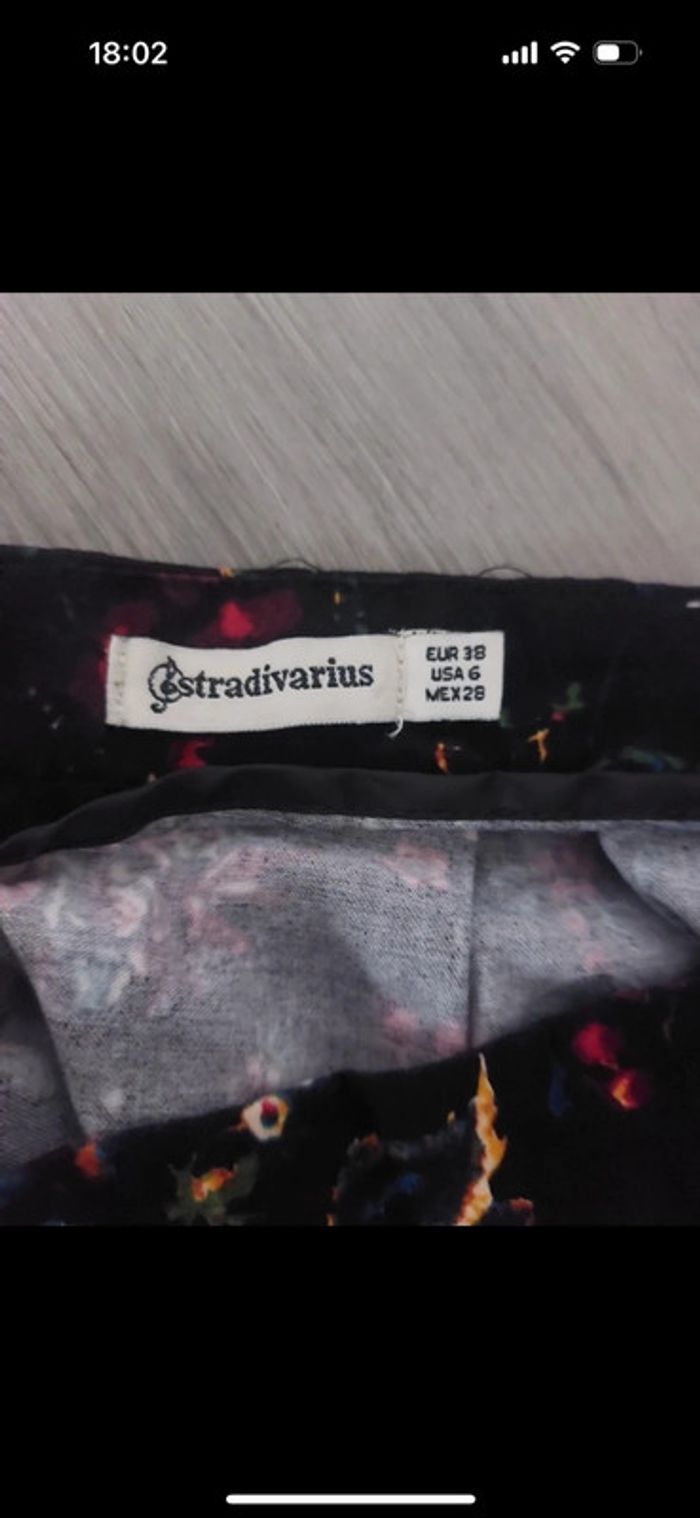 18:02
stradivarius
EUR 38
USA 6
MEX 28